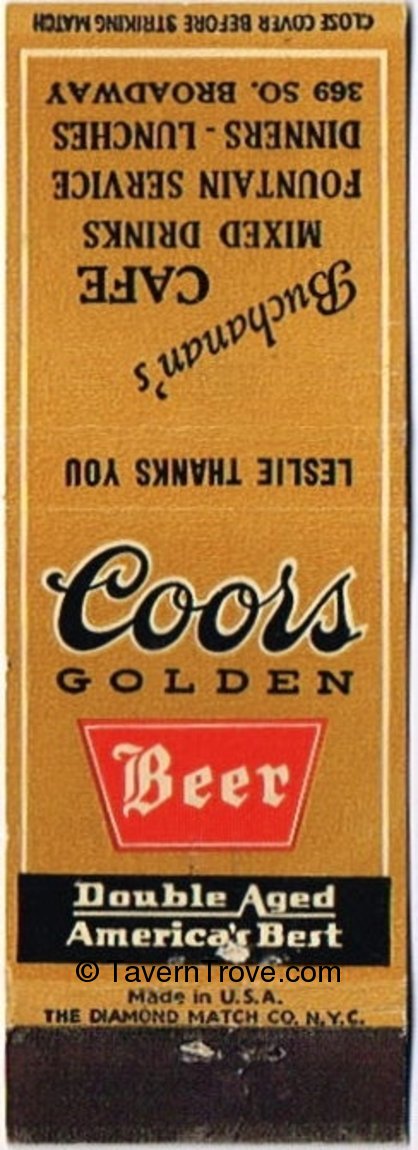 CLOSE COVER BEFORE STRIKING MATCH
369 SO. BROADWAY
DINNERS - LUNCHES
FOUNTAIN SERVICE
MIXED DRINKS
CAFE
Buchanan's
LESLIE THANKS YOU
Coors
GOLDEN
Beer
Double Aged
America's Best
© TavernTrove.com
Made in U.S.A.
THE DIAMOND MATCH CO. N.Y.C.